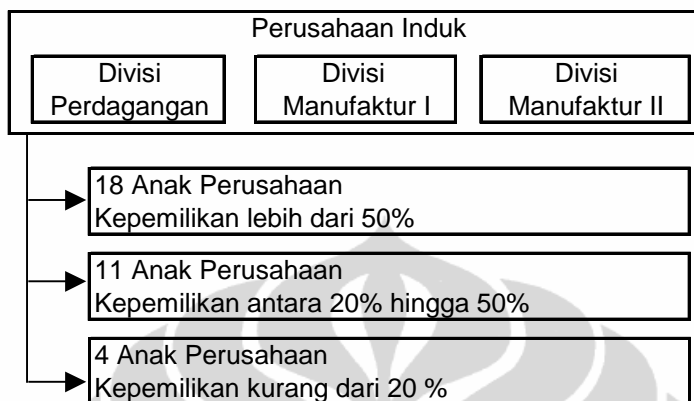 Perusahaan Induk
Divisi
Perdagangan
Divisi
Manufaktur I
Divisi
Manufaktur II
18 Anak Perusahaan
Kepemilikan lebih dari 50%
11 Anak Perusahaan
Kepemilikan antara 20% hingga 50%
4 Anak Perusahaan
Kepemilikan kurang dari 20 %